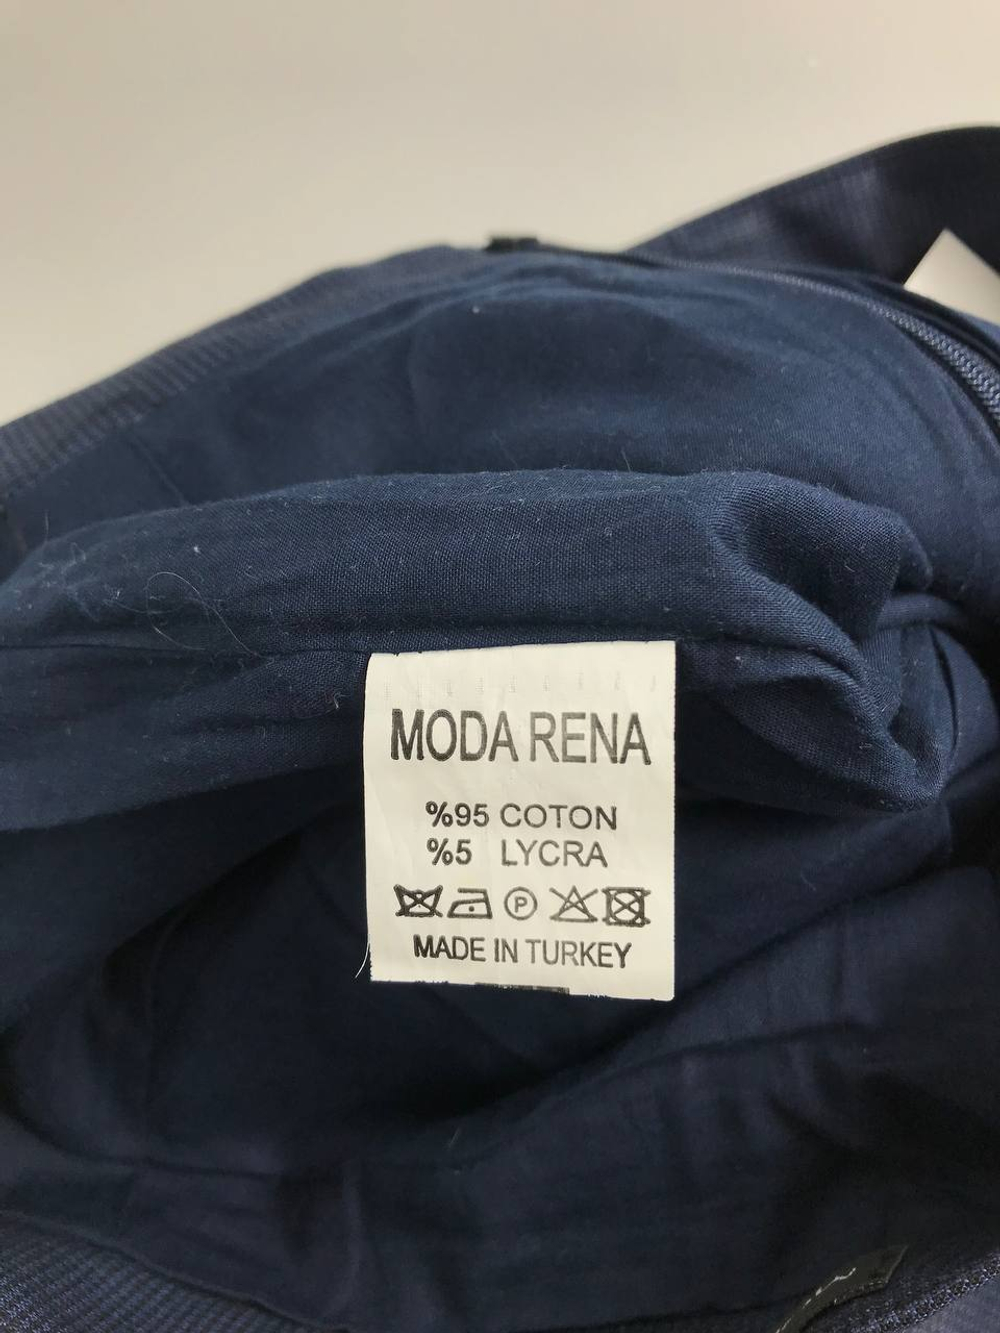 MODA RENA
%95 COTON
%5 LYCRA
P
MADE IN TURKEY